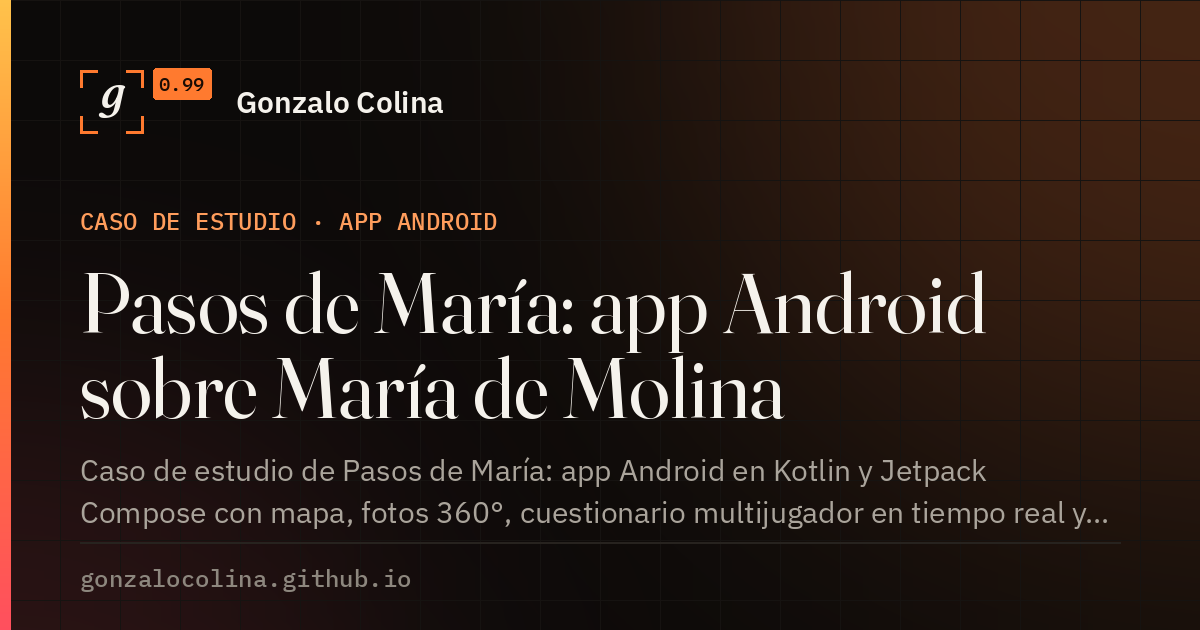 g
0.99
Gonzalo Colina
CASO DE ESTUDIO · APP ANDROID
Pasos de María: app Android
sobre María de Molina
Caso de estudio de Pasos de María: app Android en Kotlin y Jetpack
Compose con mapa, fotos 360°, cuestionario multijugador en tiempo real y…
gonzalocolina.github.io